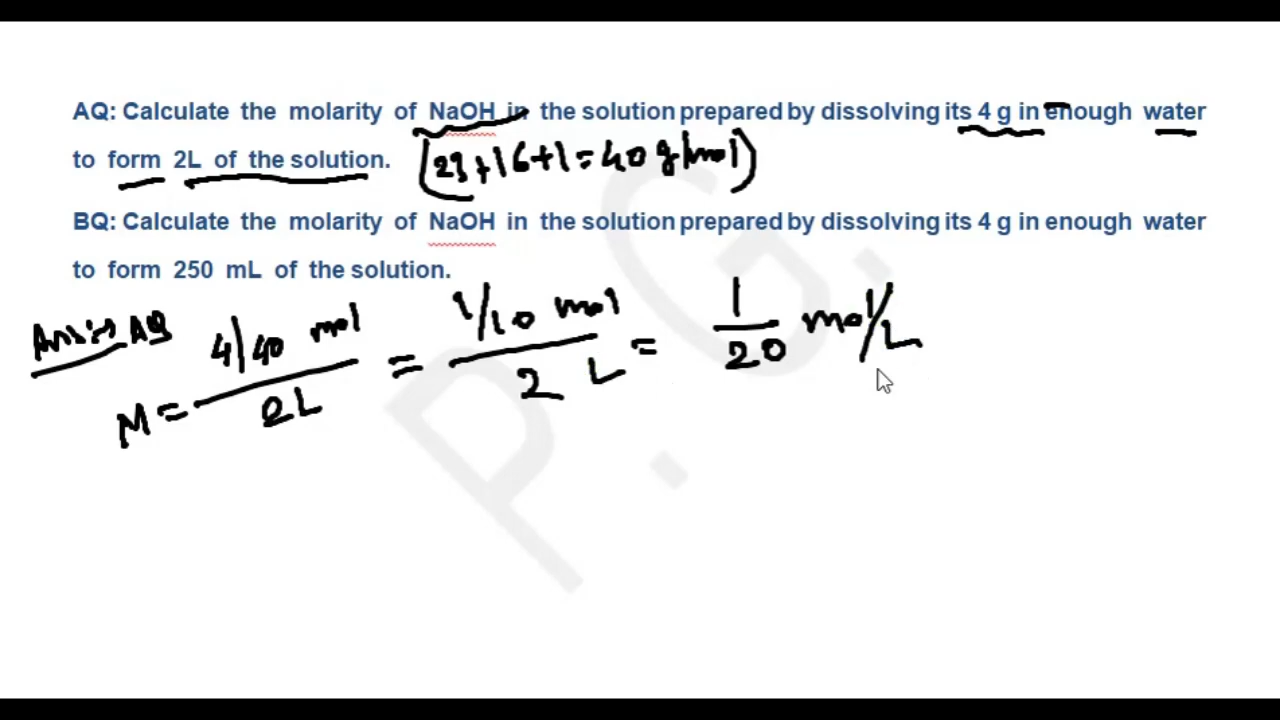 AQ: Calculate the molarity of NaOH in the solution prepared by dissolving its 4 g in enough water
to form 2L of the solution. (23+16+1=40 g/mol)
BQ: Calculate the molarity of NaOH in the solution prepared by dissolving its 4 g in enough water
to form 250 mL of the solution.
Ans:→ AQ
M = 4/40 mol / 2L = 1/10 mol / 2 L = 1/20 mol/L
P. G.